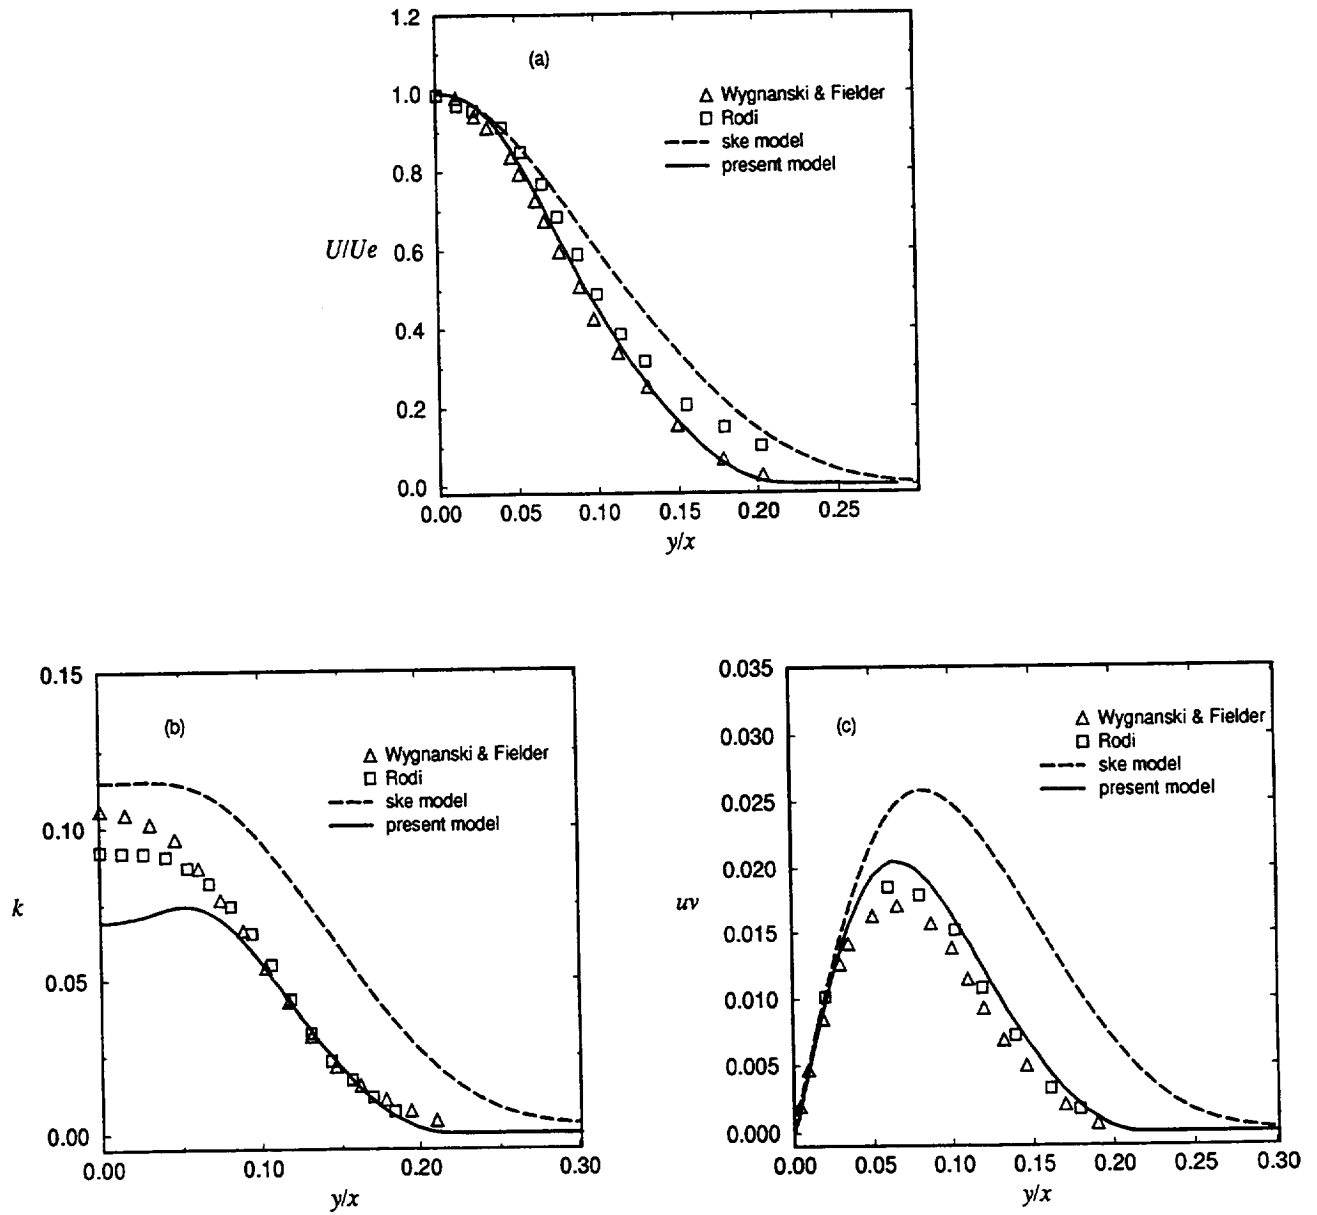 1.2
(a)
1.0
0.8
0.6
0.4
0.2
0.0
U/Ue
Wygnanski & Fielder
Rodi
ske model
present model
0.00 0.05 0.10 0.15 0.20 0.25
y/x
0.15
(b)
0.10
0.05
0.00
k
Wygnanski & Fielder
Rodi
ske model
present model
0.00 0.10 0.20 0.30
y/x
0.035
(c)
0.030
0.025
0.020
0.015
0.010
0.005
0.000
uv
Wygnanski & Fielder
Rodi
ske model
present model
0.00 0.05 0.10 0.15 0.20 0.25 0.30
y/x